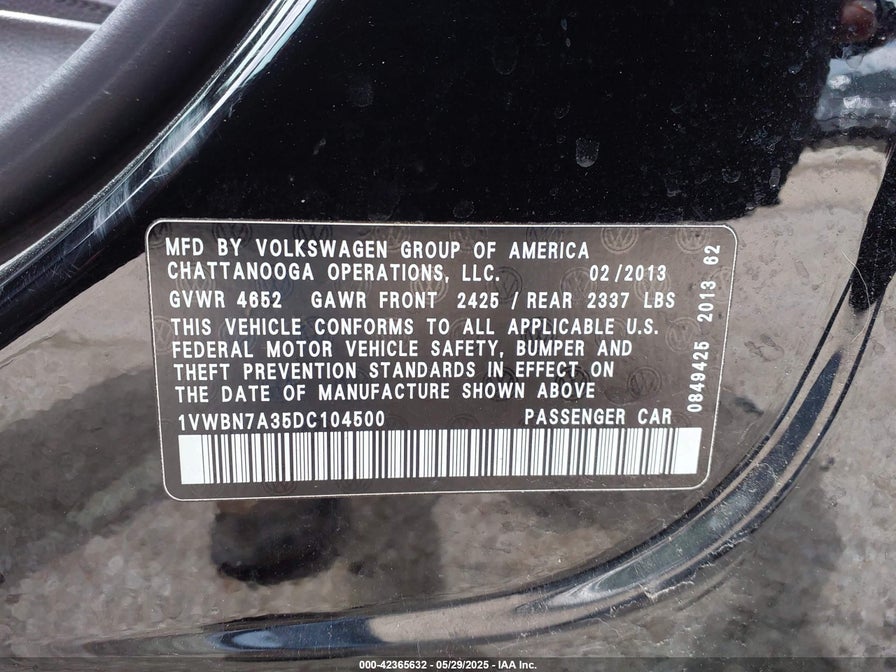 MFD BY VOLKSWAGEN GROUP OF AMERICA
CHATTANOOGA OPERATIONS, LLC. 02/2013
GVWR 4652 GAWR FRONT 2425 / REAR 2337 LBS
THIS VEHICLE CONFORMS TO ALL APPLICABLE U.S.
FEDERAL MOTOR VEHICLE SAFETY, BUMPER AND
THEFT PREVENTION STANDARDS IN EFFECT ON
THE DATE OF MANUFACTURE SHOWN ABOVE
1VWBN7A35DC104500 PASSENGER CAR
0849425 2013 62
000-42365632 - 05/29/2025 - IAA Inc.